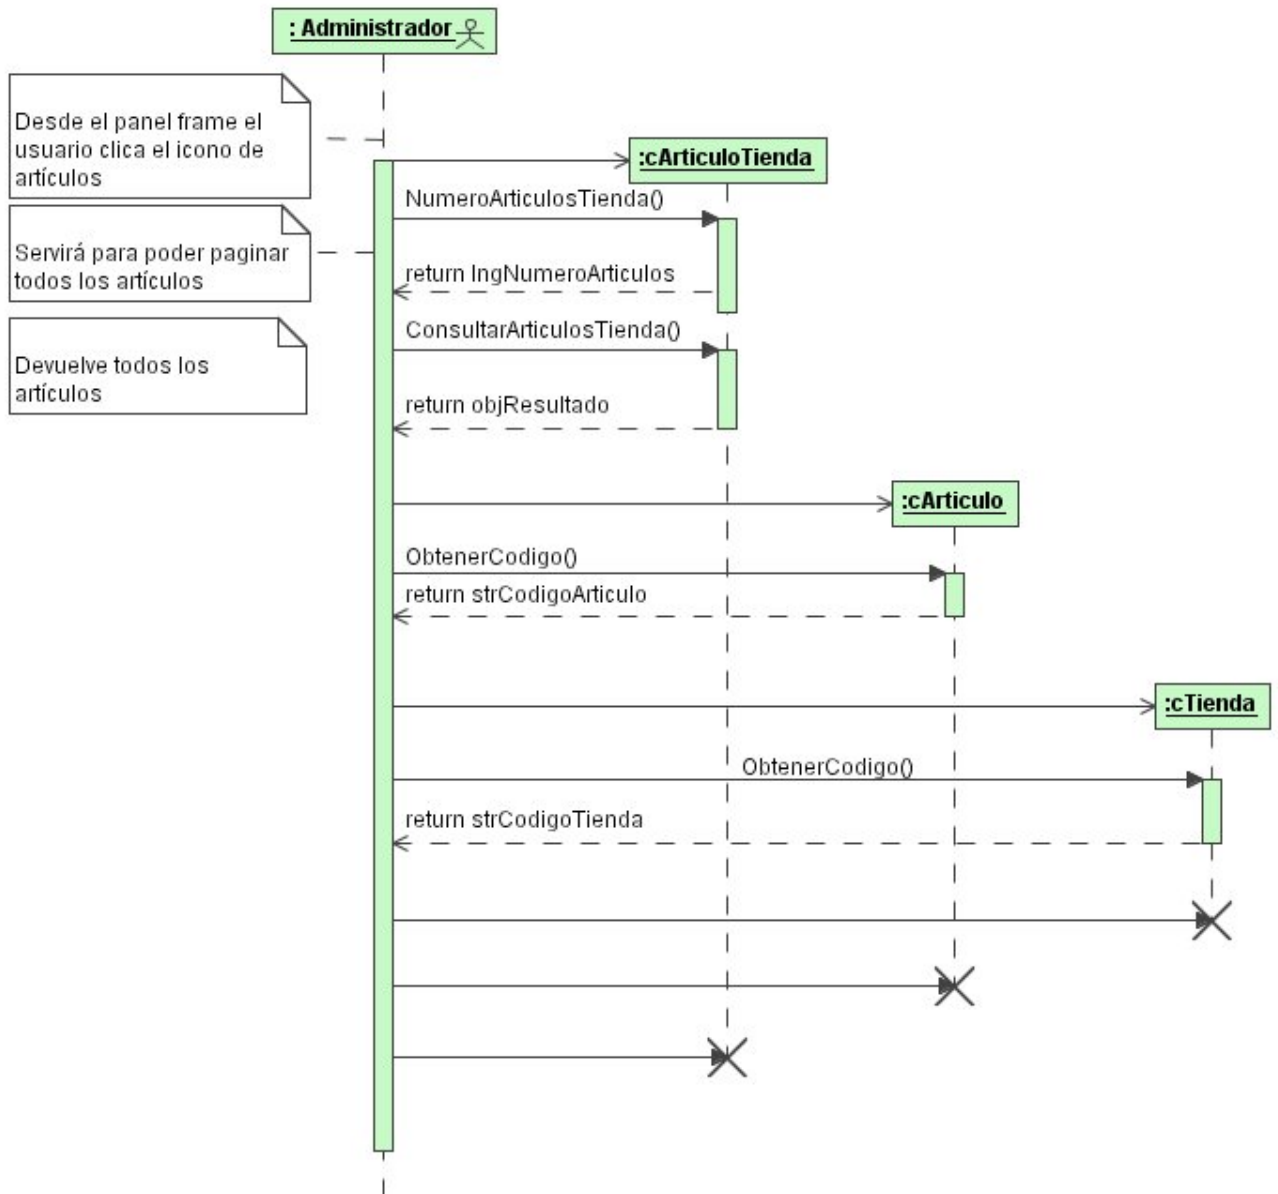 : Administrador
Desde el panel frame el
usuario clica el icono de
artículos
:cArticuloTienda
NumeroArticulosTienda()
Servirá para poder paginar
todos los artículos
return lngNumeroArticulos
ConsultarArticulosTienda()
Devuelve todos los
artículos
return objResultado
:cArticulo
ObtenerCodigo()
return strCodigoArticulo
:cTienda
ObtenerCodigo()
return strCodigoTienda